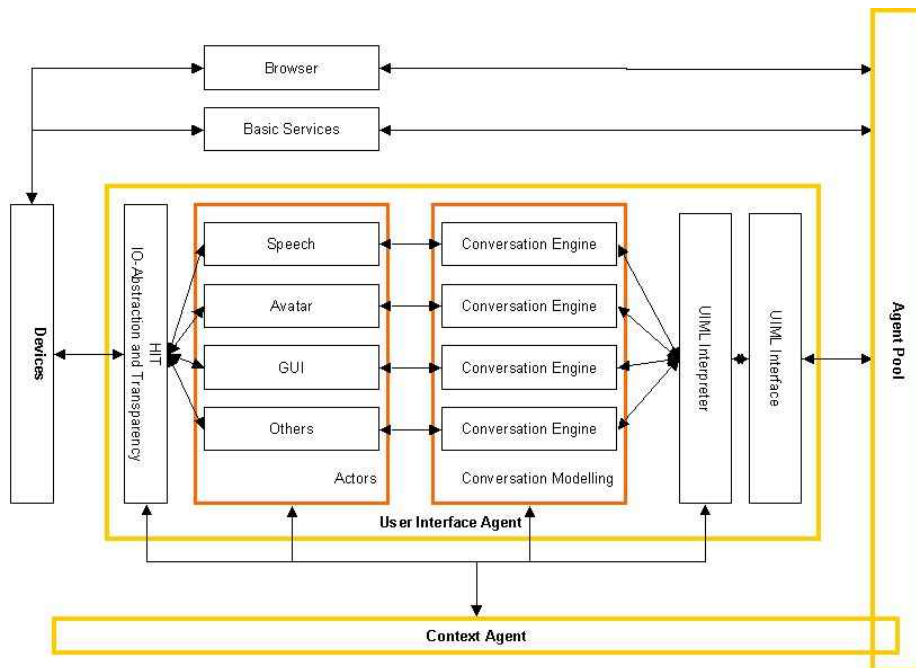 Browser
Basic Services
Devices
HIT
IO-Abstraction and Transparency
Speech
Avatar
GUI
Others
Actors
Conversation Engine
Conversation Engine
Conversation Engine
Conversation Engine
Conversation Modelling
UIML Interpreter
UIML Interface
Agent Pool
User Interface Agent
Context Agent